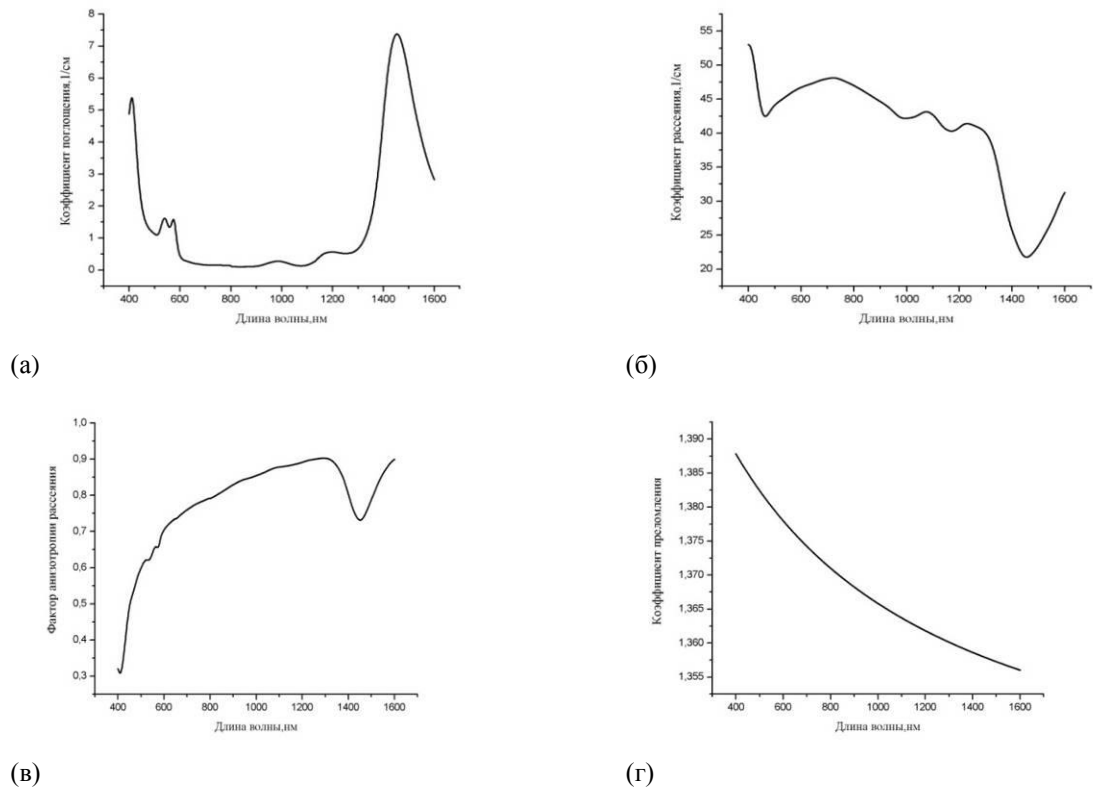 8
7
6
5
4
3
2
1
0
Коэффициент поглощения,1/см
400 600 800 1000 1200 1400 1600
Длина волны,нм
(а)
55
50
45
40
35
30
25
20
Коэффициент рассеяния,1/см
400 600 800 1000 1200 1400 1600
Длина волны,нм
(б)
1,0
0,9
0,8
0,7
0,6
0,5
0,4
0,3
Фактор анизотропии рассеяния
400 600 800 1000 1200 1400 1600
Длина волны,нм
(в)
1,390
1,385
1,380
1,375
1,370
1,365
1,360
1,355
Коэффициент преломления
400 600 800 1000 1200 1400 1600
Длина волны,нм
(г)